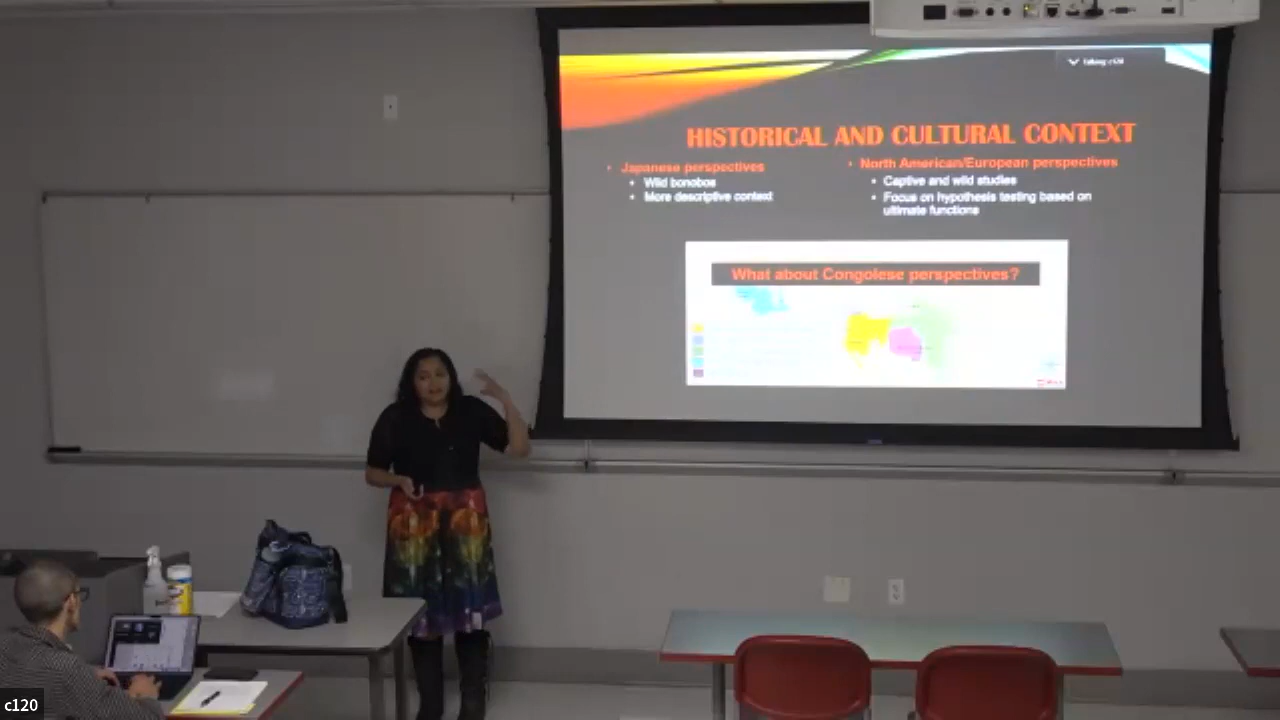 HISTORICAL AND CULTURAL CONTEXT
• Japanese perspectives
• Wild bonobos
• More descriptive context
• North American/European perspectives
• Captive and wild studies
• Focus on hypothesis testing based on
ultimate functions
What about Congolese perspectives?
c120